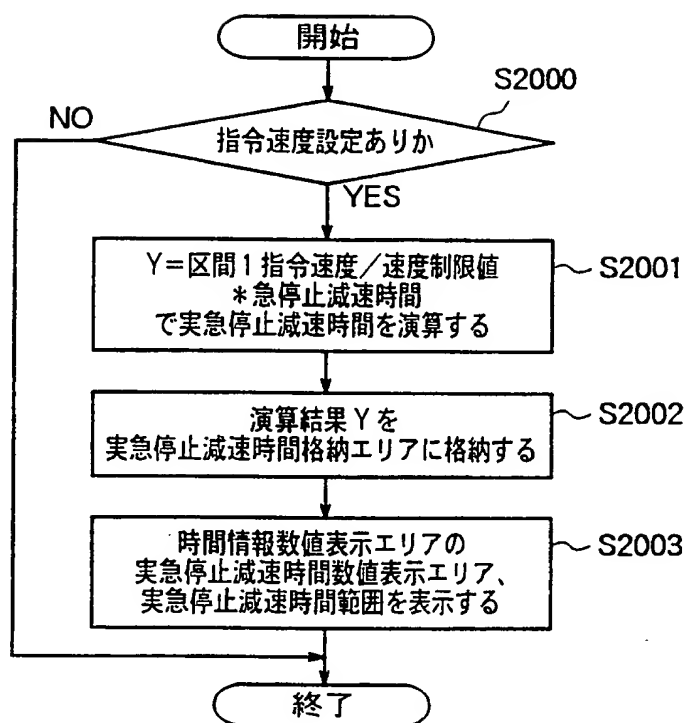 開始
S2000
NO
指令速度設定ありか
YES
Y=区間1指令速度/速度制限値
*急停止減速時間
で実急停止減速時間を演算する
S2001
演算結果Yを
実急停止減速時間格納エリアに格納する
S2002
時間情報数値表示エリアの
実急停止減速時間数値表示エリア、
実急停止減速時間範囲を表示する
S2003
終了